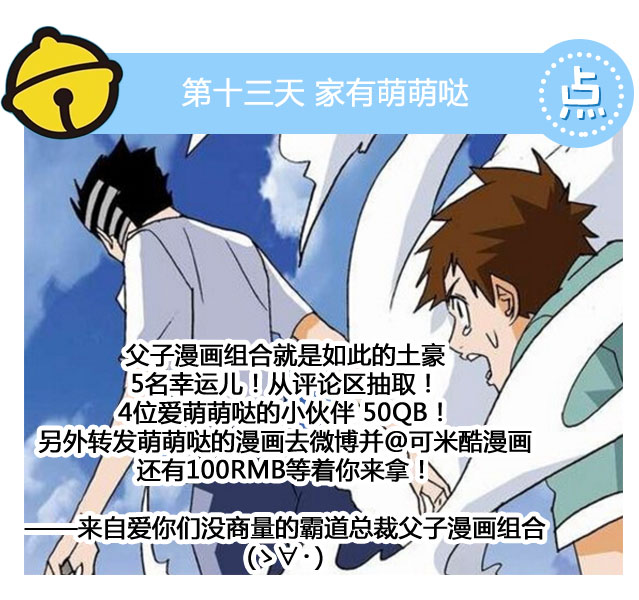 第十三天 家有萌萌哒
点
父子漫画组合就是如此的土豪
5名幸运儿！从评论区抽取！
4位爱萌萌哒的小伙伴 50QB！
另外转发萌萌哒的漫画去微博并@可米酷漫画
还有100RMB等着你来拿！
——来自爱你们没商量的霸道总裁父子漫画组合
(ゝ∀･)